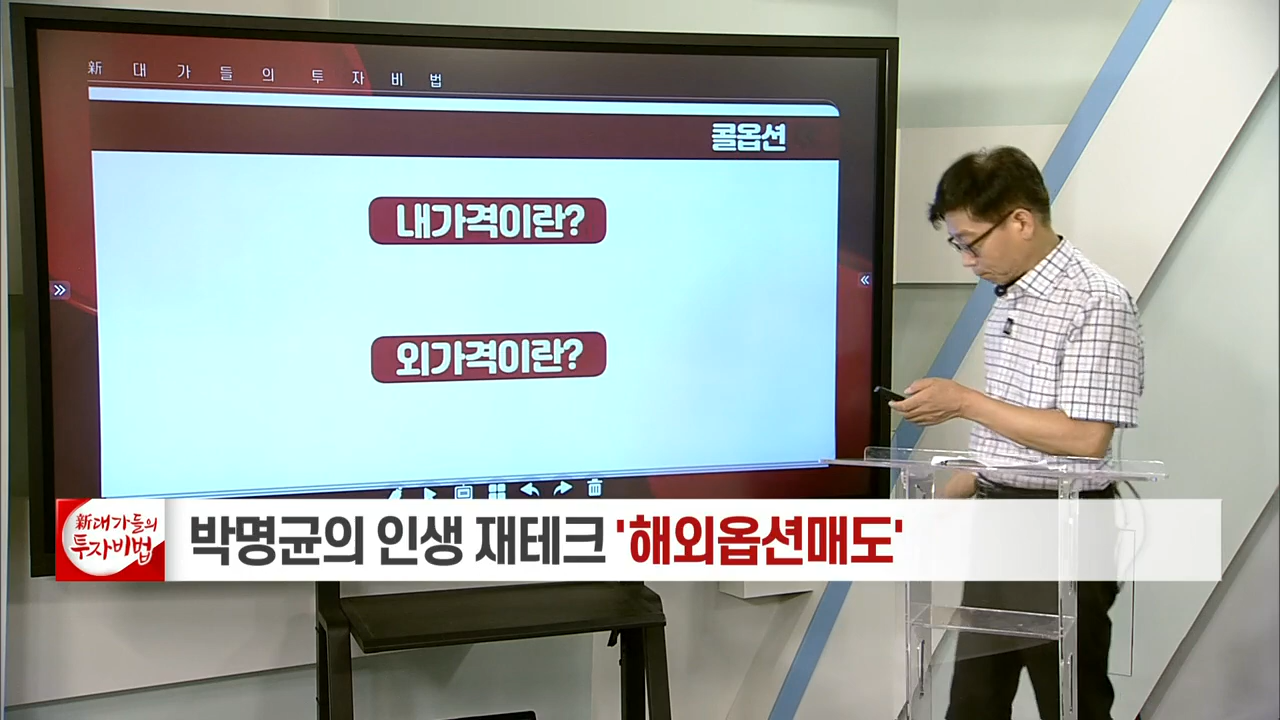 新 대 가 들 의 투 자 비 법
콜옵션
내가격이란?
외가격이란?
新대가들의
투자비법
박명균의 인생 재테크 '해외옵션매도'